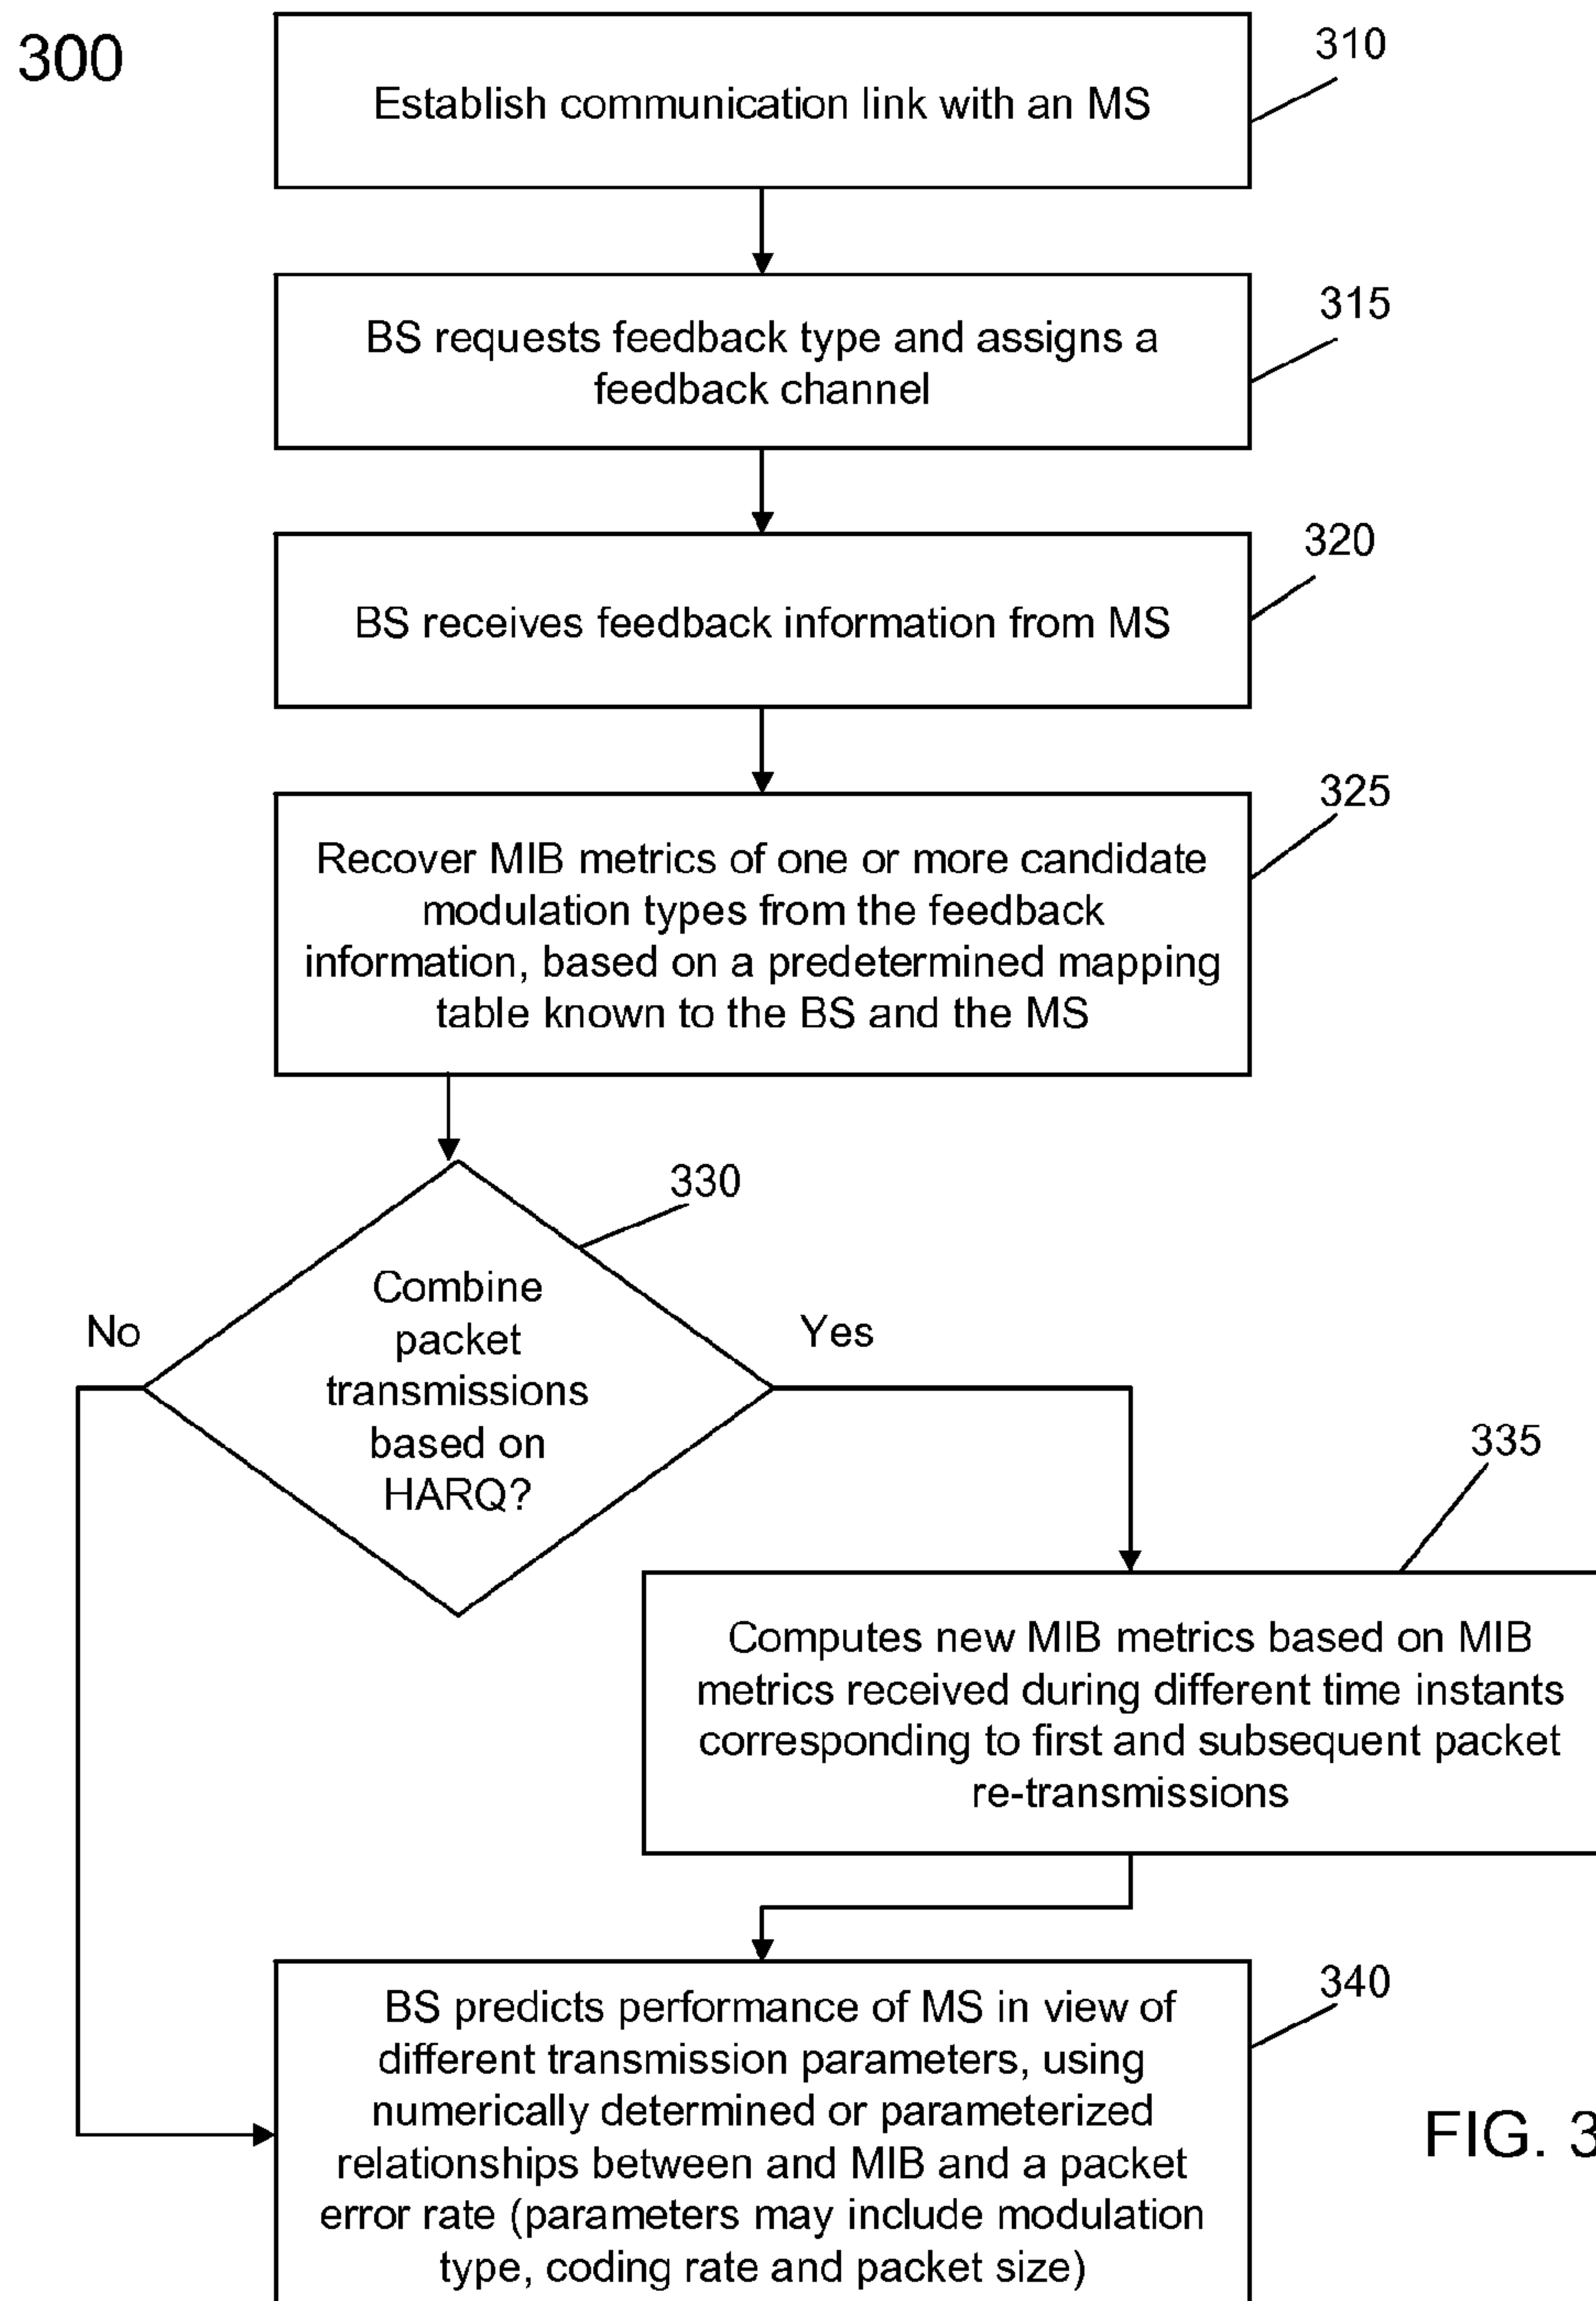 300
310
Establish communication link with an MS
315
BS requests feedback type and assigns a
feedback channel
320
BS receives feedback information from MS
325
Recover MIB metrics of one or more candidate
modulation types from the feedback
information, based on a predetermined mapping
table known to the BS and the MS
330
Combine
packet
transmissions
based on
HARQ?
No
Yes
335
Computes new MIB metrics based on MIB
metrics received during different time instants
corresponding to first and subsequent packet
re-transmissions
340
BS predicts performance of MS in view of
different transmission parameters, using
numerically determined or parameterized
relationships between and MIB and a packet
error rate (parameters may include modulation
type, coding rate and packet size)
FIG. 3